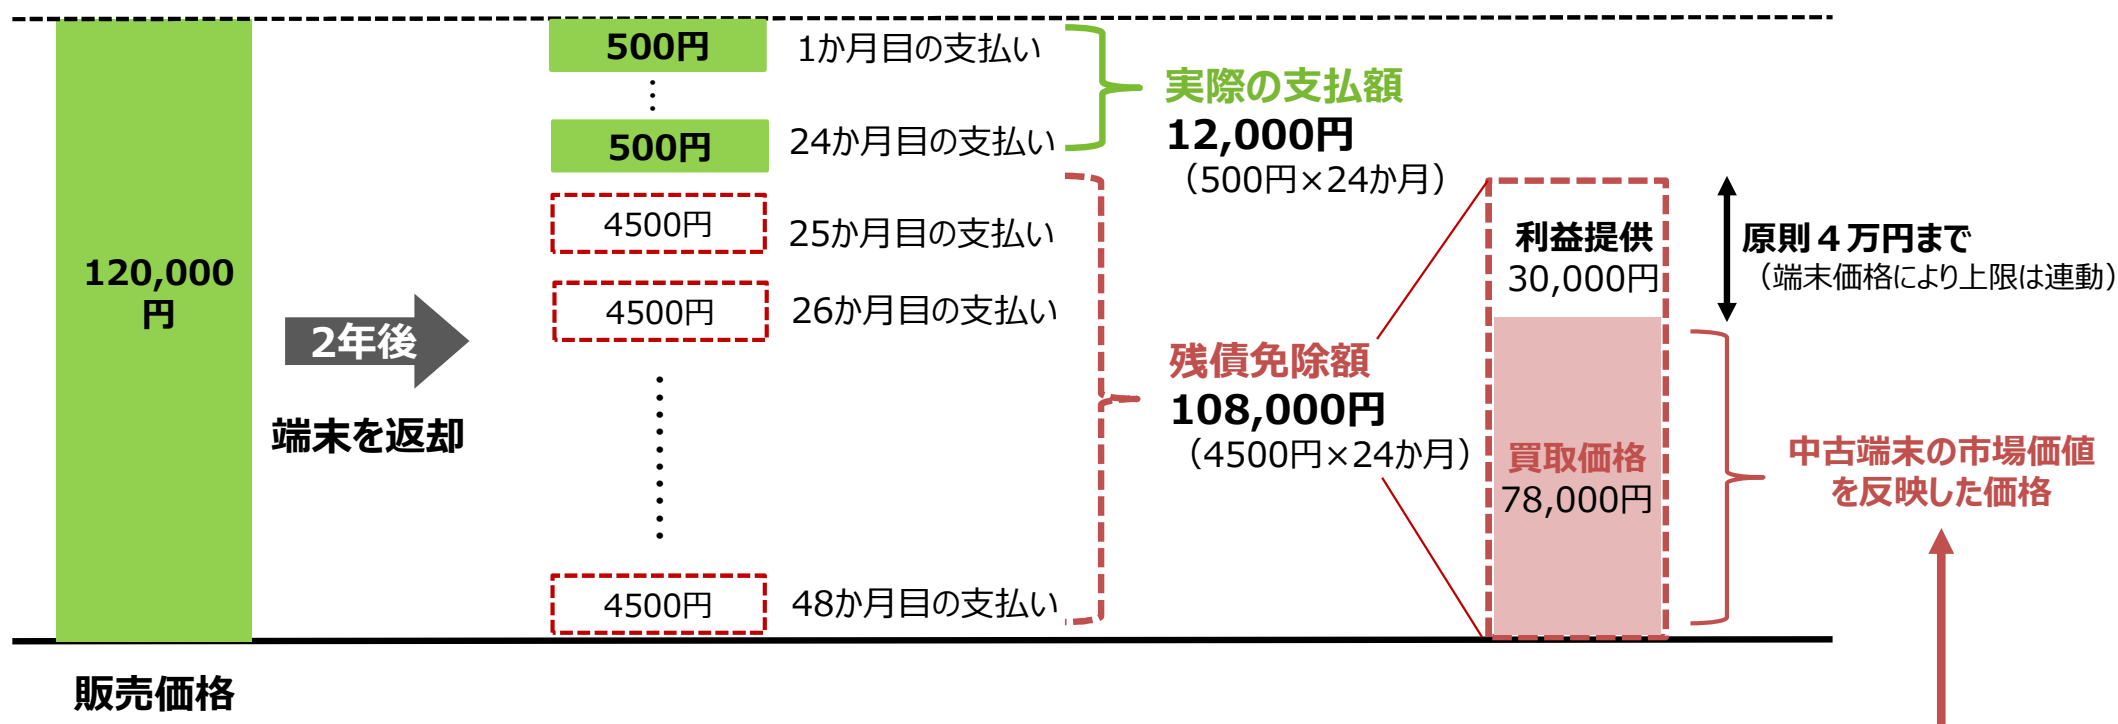 120,000
円
販売価格
2年後
端末を返却
500円
1か月目の支払い
500円
24か月目の支払い
4500円
25か月目の支払い
4500円
26か月目の支払い
4500円
48か月目の支払い
実際の支払額
12,000円
（500円×24か月）
残債免除額
108,000円
（4500円×24か月）
利益提供
30,000円
買取価格
78,000円
原則４万円まで
（端末価格により上限は連動）
中古端末の市場価値
を反映した価格